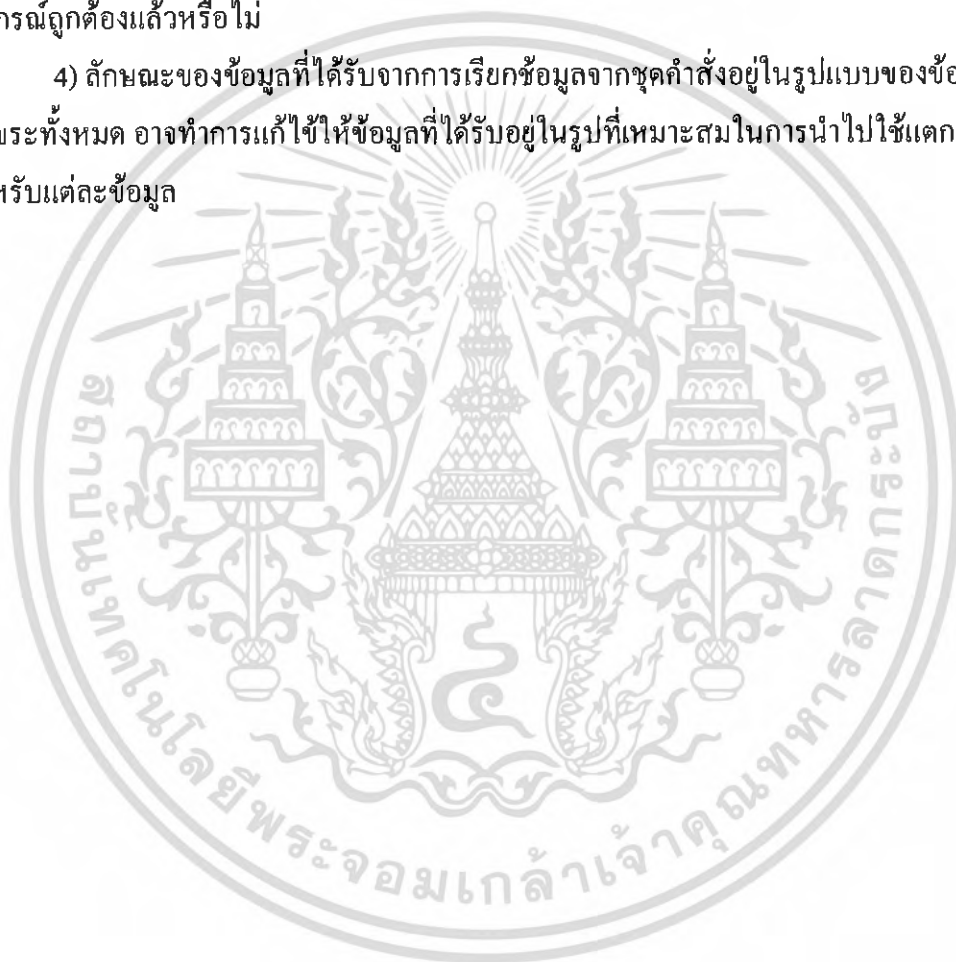 กรณ์ถูกต้องแล้วหรือไม่
4) ลักษณะของข้อมูลที่ได้รับจากการเรียกช้อมูลจากชุดคำสั่งอยู่ในรูปแบบของข้อ
ขระทั้งหมด อาจทำการแก้ไข้ให้ข้อมูลที่ได้รับอยู่ในรูปที่เหมาะสมในการนำไปใช้แตก
หรับแต่ละข้อมูล
สถาบันเทคโนโลยีพระจอมเกล้าเจ้าคุณทหารลาดกระบัง